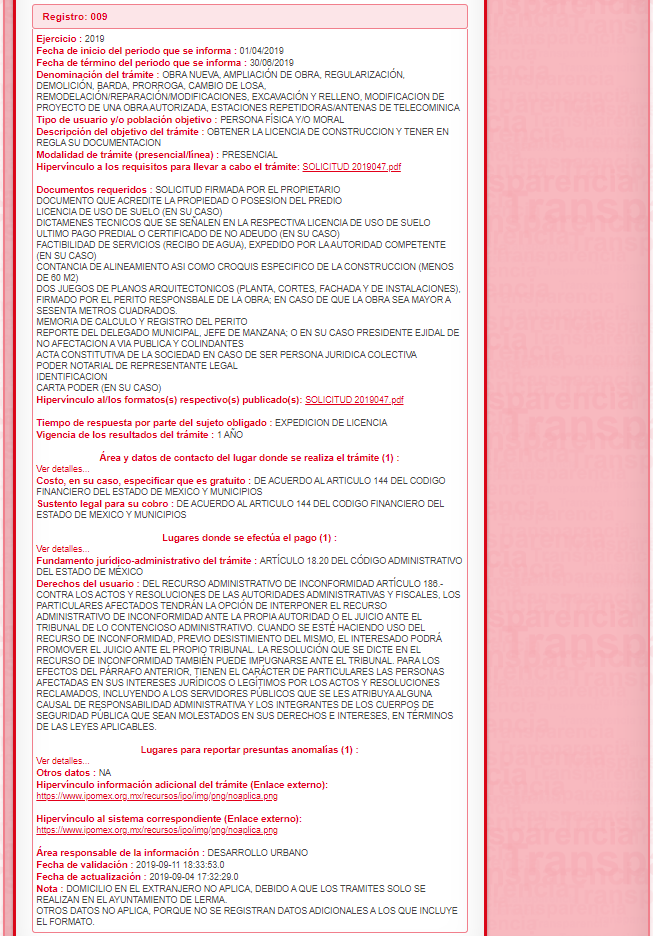 Registro: 009
Ejercicio : 2019
Fecha de inicio del periodo que se informa : 01/04/2019
Fecha de término del periodo que se informa : 30/06/2019
Denominación del trámite : OBRA NUEVA, AMPLIACIÓN DE OBRA, REGULARIZACIÓN,
DEMOLICIÓN, BARDA, PRORROGA, CAMBIO DE LOSA,
REMODELACIÓN/REPARACIÓN/MODIFICACIONES, EXCAVACIÓN Y RELLENO, MODIFICACION DE
PROYECTO DE UNA OBRA AUTORIZADA, ESTACIONES REPETIDORAS/ANTENAS DE TELECOMINICA
Tipo de usuario y/o población objetivo : PERSONA FÍSICA Y/O MORAL
Descripción del objetivo del trámite : OBTENER LA LICENCIA DE CONSTRUCCION Y TENER EN
REGLA SU DOCUMENTACION
Modalidad de trámite (presencial/línea) : PRESENCIAL
Hipervínculo a los requisitos para llevar a cabo el trámite: SOLICITUD 2019047.pdf
Documentos requeridos : SOLICITUD FIRMADA POR EL PROPIETARIO
DOCUMENTO QUE ACREDITE LA PROPIEDAD O POSESION DEL PREDIO
LICENCIA DE USO DE SUELO (EN SU CASO)
DICTAMENES TECNICOS QUE SE SEÑALEN EN LA RESPECTIVA LICENCIA DE USO DE SUELO
ULTIMO PAGO PREDIAL O CERTIFICADO DE NO ADEUDO (EN SU CASO)
FACTIBILIDAD DE SERVICIOS (RECIBO DE AGUA), EXPEDIDO POR LA AUTORIDAD COMPETENTE
(EN SU CASO)
CONTANCIA DE ALINEAMIENTO ASI COMO CROQUIS ESPECIFICO DE LA CONSTRUCCION (MENOS
DE 60 M2)
DOS JUEGOS DE PLANOS ARQUITECTONICOS (PLANTA, CORTES, FACHADA Y DE INSTALACIONES),
FIRMADO POR EL PERITO RESPONSBALE DE LA OBRA; EN CASO DE QUE LA OBRA SEA MAYOR A
SESENTA METROS CUADRADOS.
MEMORIA DE CALCULO Y REGISTRO DEL PERITO
REPORTE DEL DELEGADO MUNICIPAL, JEFE DE MANZANA; O EN SU CASO PRESIDENTE EJIDAL DE
NO AFECTACION A VIA PUBLICA Y COLINDANTES
ACTA CONSTITUTIVA DE LA SOCIEDAD EN CASO DE SER PERSONA JURIDICA COLECTIVA
PODER NOTARIAL DE REPRESENTANTE LEGAL
IDENTIFICACION
CARTA PODER (EN SU CASO)
Hipervínculo al/los formatos(s) respectivo(s) publicado(s): SOLICITUD 2019047.pdf
Tiempo de respuesta por parte del sujeto obligado : EXPEDICION DE LICENCIA
Vigencia de los resultados del trámite : 1 AÑO
Área y datos de contacto del lugar donde se realiza el trámite (1) :
Ver detalles...
Costo, en su caso, especificar que es gratuito : DE ACUERDO AL ARTICULO 144 DEL CODIGO
FINANCIERO DEL ESTADO DE MEXICO Y MUNICIPIOS
Sustento legal para su cobro : DE ACUERDO AL ARTICULO 144 DEL CODIGO FINANCIERO DEL
ESTADO DE MEXICO Y MUNICIPIOS
Lugares donde se efectúa el pago (1) :
Ver detalles...
Fundamento jurídico-administrativo del trámite : ARTÍCULO 18.20 DEL CÓDIGO ADMINISTRATIVO
DEL ESTADO DE MÉXICO
Derechos del usuario : DEL RECURSO ADMINISTRATIVO DE INCONFORMIDAD ARTÍCULO 186.-
CONTRA LOS ACTOS Y RESOLUCIONES DE LAS AUTORIDADES ADMINISTRATIVAS Y FISCALES, LOS
PARTICULARES AFECTADOS TENDRÁN LA OPCIÓN DE INTERPONER EL RECURSO
ADMINISTRATIVO DE INCONFORMIDAD ANTE LA PROPIA AUTORIDAD O EL JUICIO ANTE EL
TRIBUNAL DE LO CONTENCIOSO ADMINISTRATIVO. CUANDO SE ESTÉ HACIENDO USO DEL
RECURSO DE INCONFORMIDAD, PREVIO DESISTIMIENTO DEL MISMO, EL INTERESADO PODRÁ
PROMOVER EL JUICIO ANTE EL PROPIO TRIBUNAL. LA RESOLUCIÓN QUE SE DICTE EN EL
RECURSO DE INCONFORMIDAD TAMBIÉN PUEDE IMPUGNARSE ANTE EL TRIBUNAL. PARA LOS
EFECTOS DEL PÁRRAFO ANTERIOR, TIENEN EL CARÁCTER DE PARTICULARES LAS PERSONAS
AFECTADAS EN SUS INTERESES JURÍDICOS O LEGÍTIMOS POR LOS ACTOS Y RESOLUCIONES
RECLAMADOS, INCLUYENDO A LOS SERVIDORES PÚBLICOS QUE SE LES ATRIBUYA ALGUNA
CAUSAL DE RESPONSABILIDAD ADMINISTRATIVA Y LOS INTEGRANTES DE LOS CUERPOS DE
SEGURIDAD PÚBLICA QUE SEAN MOLESTADOS EN SUS DERECHOS E INTERESES, EN TÉRMINOS
DE LAS LEYES APLICABLES.
Lugares para reportar presuntas anomalías (1) :
Ver detalles...
Otros datos : NA
Hipervínculo información adicional del trámite (Enlace externo):
https://www.ipomex.org.mx/recursos/ipo/img/png/noaplica.png
Hipervínculo al sistema correspondiente (Enlace externo):
https://www.ipomex.org.mx/recursos/ipo/img/png/noaplica.png
Área responsable de la información : DESARROLLO URBANO
Fecha de validación : 2019-09-11 18:33:53.0
Fecha de actualización : 2019-09-04 17:32:29.0
Nota : DOMICILIO EN EL EXTRANJERO NO APLICA, DEBIDO A QUE LOS TRAMITES SOLO SE
REALIZAN EN EL AYUNTAMIENTO DE LERMA.
OTROS DATOS NO APLICA, PORQUE NO SE REGISTRAN DATOS ADICIONALES A LOS QUE INCLUYE
EL FORMATO.